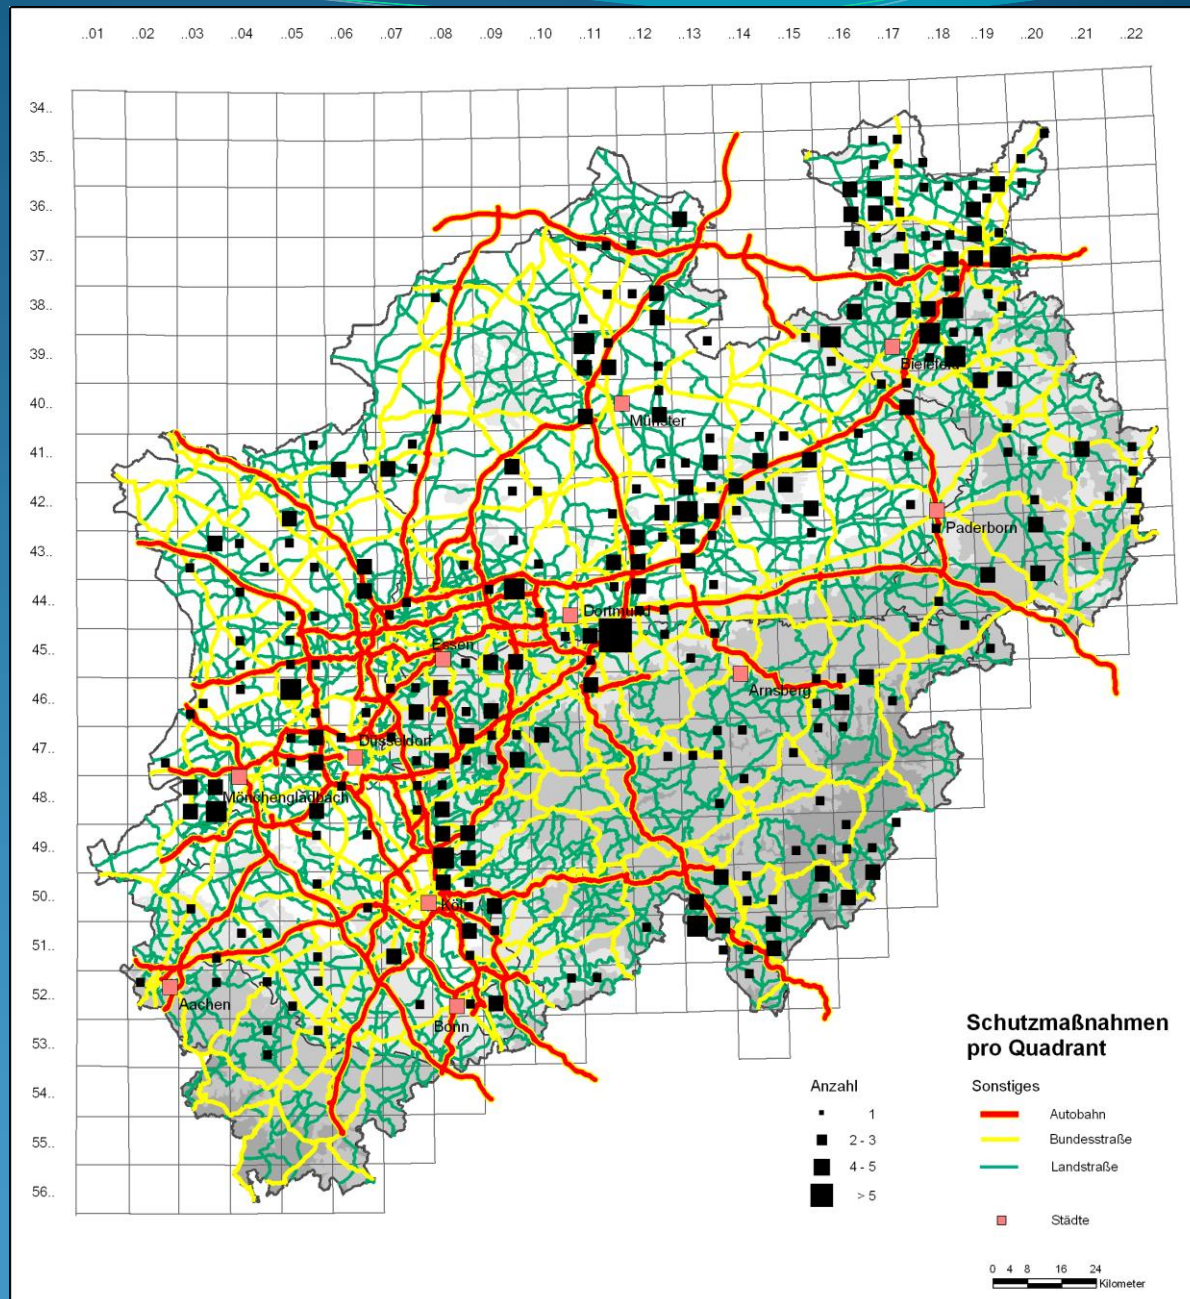 ..01 ..02 ..03 ..04 ..05 ..06 ..07 ..08 ..09 ..10 ..11 ..12 ..13 ..14 ..15 ..16 ..17 ..18 ..19 ..20 ..21 ..22
34..
35..
36..
37..
38..
39..
Bielefeld
40..
Münster
41..
42..
Paderborn
43..
44..
Dortmund
45..
Essen
Arnsberg
46..
Düsseldorf
47..
Mönchengladbach
48..
49..
50..
Köln
51..
52..
Aachen
Bonn
53..
54..
55..
56..
Schutzmaßnahmen
pro Quadrant
Anzahl
1
2 - 3
4 - 5
> 5
Sonstiges
Autobahn
Bundesstraße
Landstraße
Städte
0 4 8 16 24
Kilometer